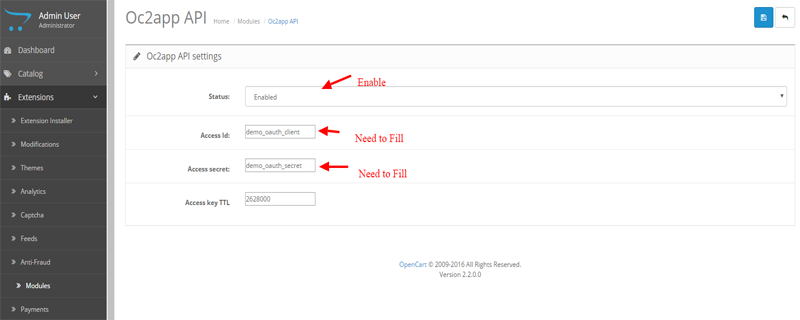 Admin User
Administrator
Dashboard
Catalog
Extensions
Extension Installer
Modifications
Themes
Analytics
Captcha
Feeds
Anti-Fraud
Modules
Payments
Oc2app API Home / Modules / Oc2app API
Oc2app API settings
Enable
Status: Enabled
Access Id: demo_oauth_client
Need to Fill
Access secret: demo_oauth_secret
Need to Fill
Access key TTL 2628000
OpenCart © 2009-2016 All Rights Reserved.
Version 2.2.0.0